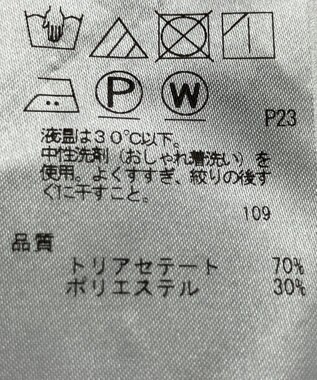 P W
P23
液温は30℃以下。
中性洗剤（おしゃれ着洗い）を
使用。よくすすぎ、絞りの後す
ぐに干すこと。
109
品質
トリアセテート 70%
ポリエステル 30%